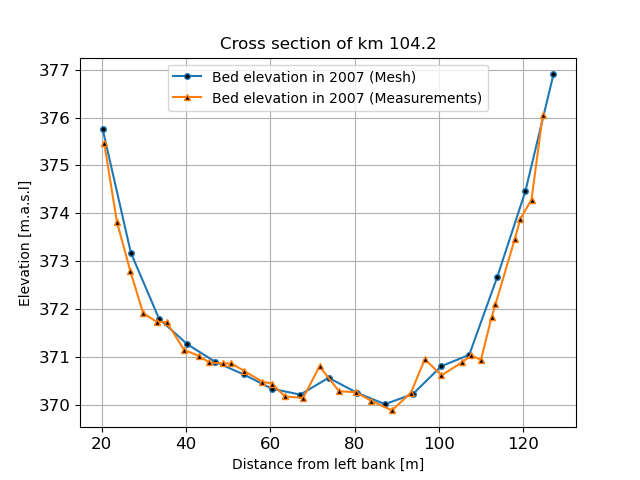 Cross section of km 104.2
Bed elevation in 2007 (Mesh)
Bed elevation in 2007 (Measurements)
Elevation [m.a.s.l]
377
376
375
374
373
372
371
370
20 40 60 80 100 120
Distance from left bank [m]